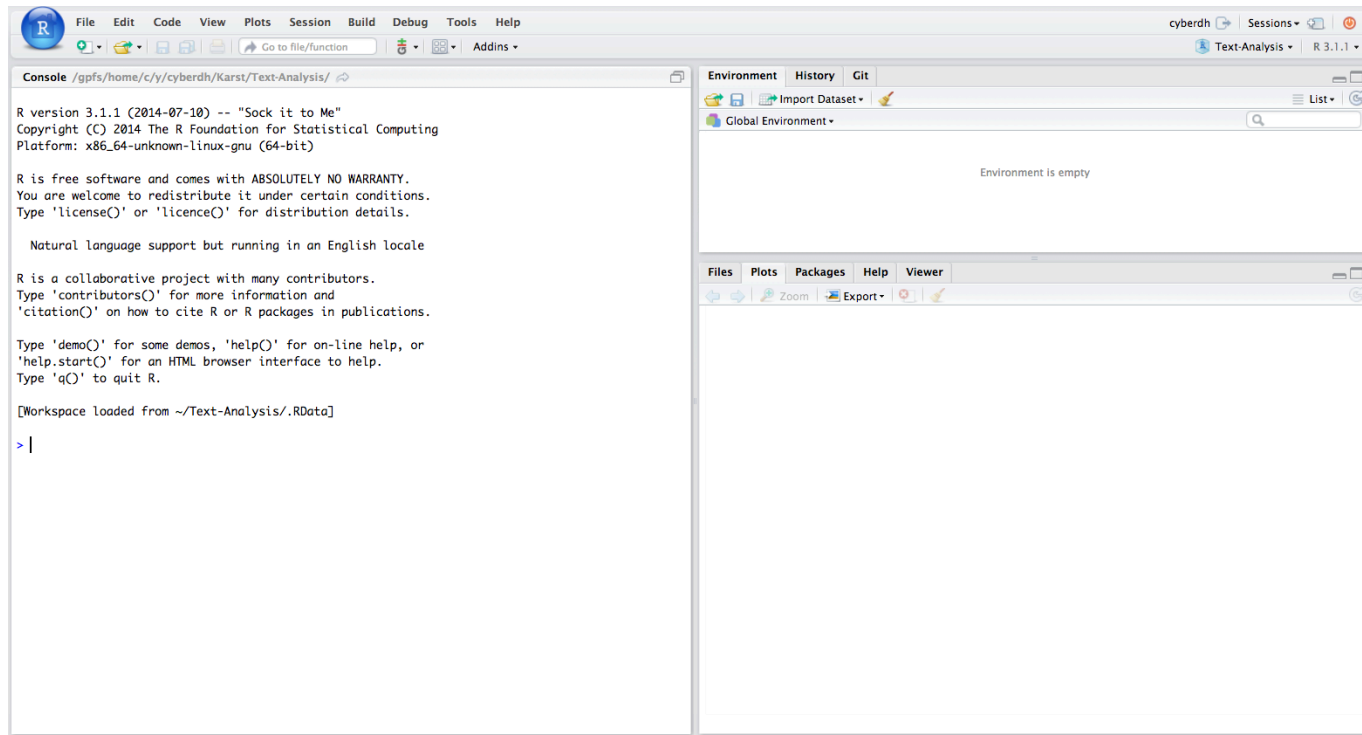 R File Edit Code View Plots Session Build Debug Tools Help cyberdh Sessions
Go to file/function Addins Text-Analysis R 3.1.1
Console /gpfs/home/c/y/cyberdh/Karst/Text-Analysis/
R version 3.1.1 (2014-07-10) -- "Sock it to Me"
Copyright (C) 2014 The R Foundation for Statistical Computing
Platform: x86_64-unknown-linux-gnu (64-bit)
R is free software and comes with ABSOLUTELY NO WARRANTY.
You are welcome to redistribute it under certain conditions.
Type 'license()' or 'licence()' for distribution details.
Natural language support but running in an English locale
R is a collaborative project with many contributors.
Type 'contributors()' for more information and
'citation()' on how to cite R or R packages in publications.
Type 'demo()' for some demos, 'help()' for on-line help, or
'help.start()' for an HTML browser interface to help.
Type 'q()' to quit R.
[Workspace loaded from ~/Text-Analysis/.RData]
>
Environment History Git
Import Dataset List
Global Environment
Environment is empty
Files Plots Packages Help Viewer
Zoom Export